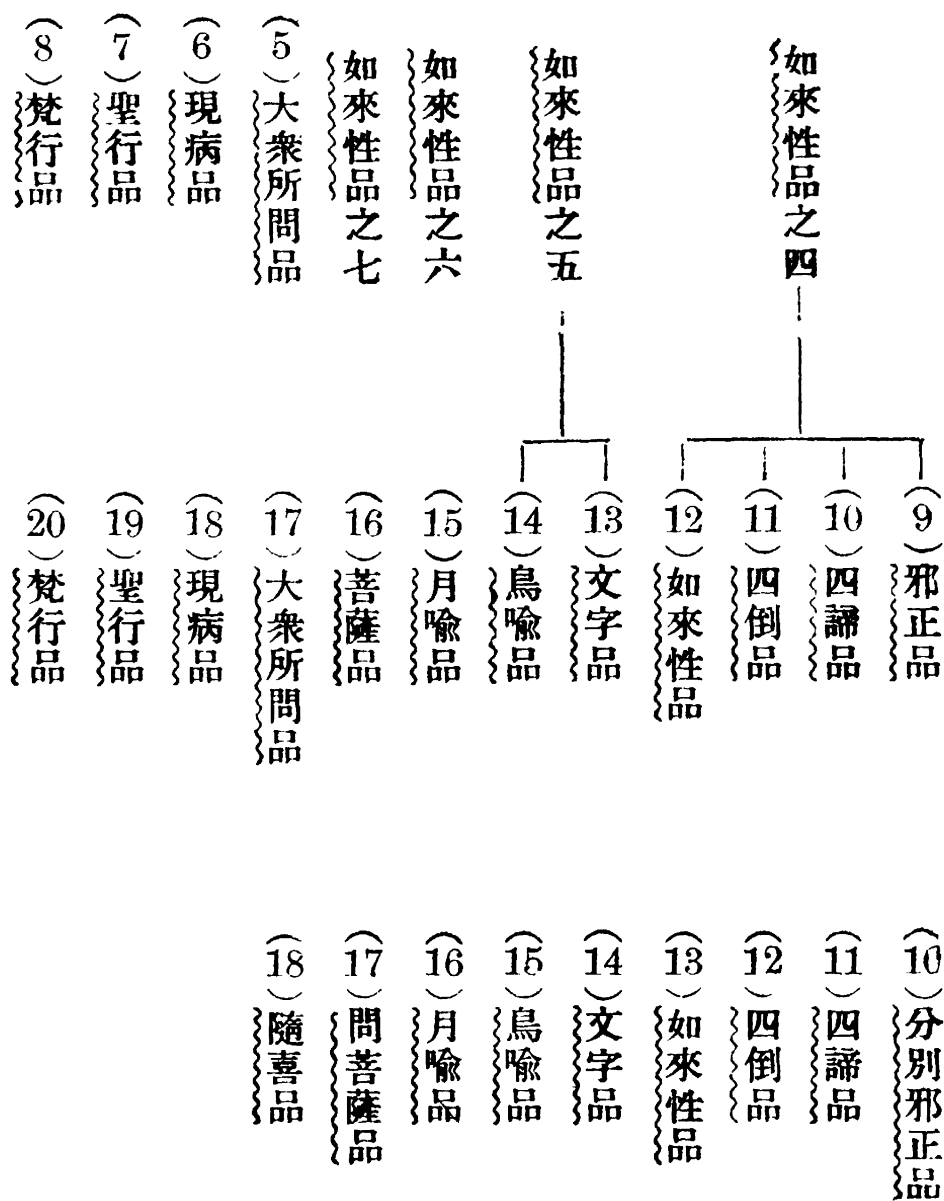 如來性品之四
如來性品之五
如來性品之六
如來性品之七
(5)大衆所問品
(6)現病品
(7)聖行品
(8)梵行品
(9)邪正品
(10)四諦品
(11)四倒品
(12)如來性品
(13)文字品
(14)鳥喩品
(15)月喩品
(16)菩薩品
(17)大衆所問品
(18)現病品
(19)聖行品
(20)梵行品
(10)分別邪正品
(11)四諦品
(12)四倒品
(13)如來性品
(14)文字品
(15)鳥喩品
(16)月喩品
(17)問菩薩品
(18)隨喜品